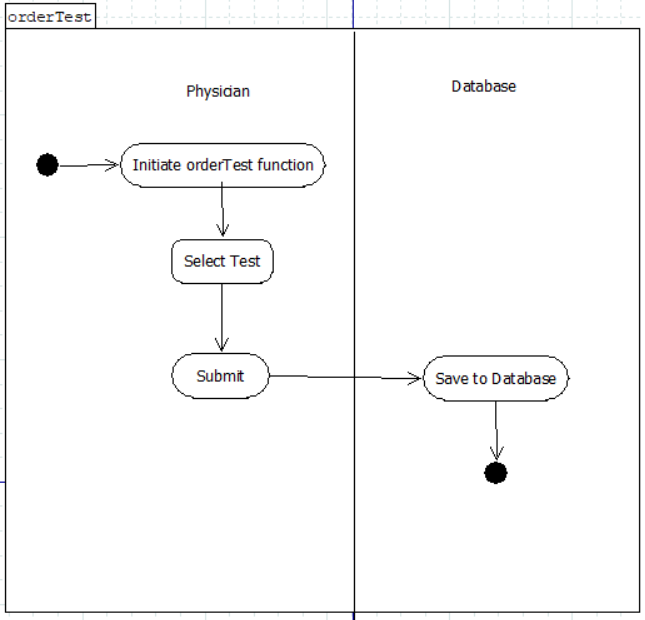 orderTest
Physician
Database
Initiate orderTest function
Select Test
Submit
Save to Database